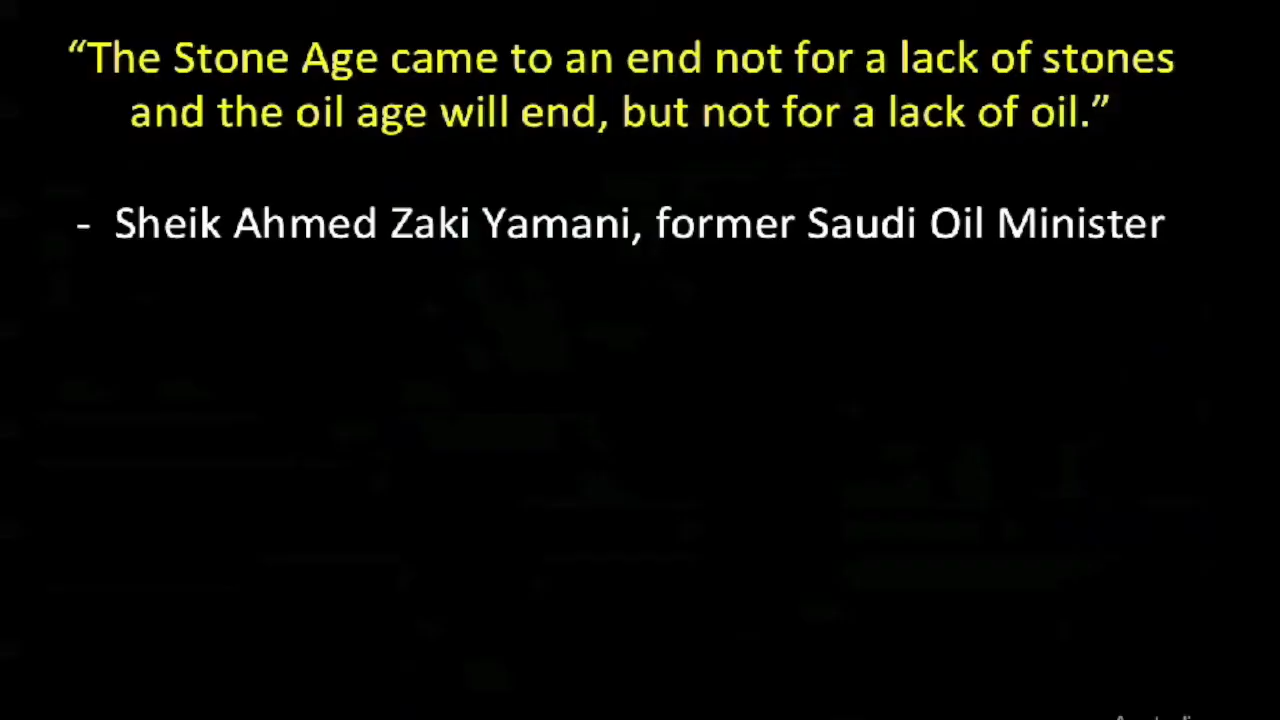 “The Stone Age came to an end not for a lack of stones
and the oil age will end, but not for a lack of oil.”
- Sheik Ahmed Zaki Yamani, former Saudi Oil Minister